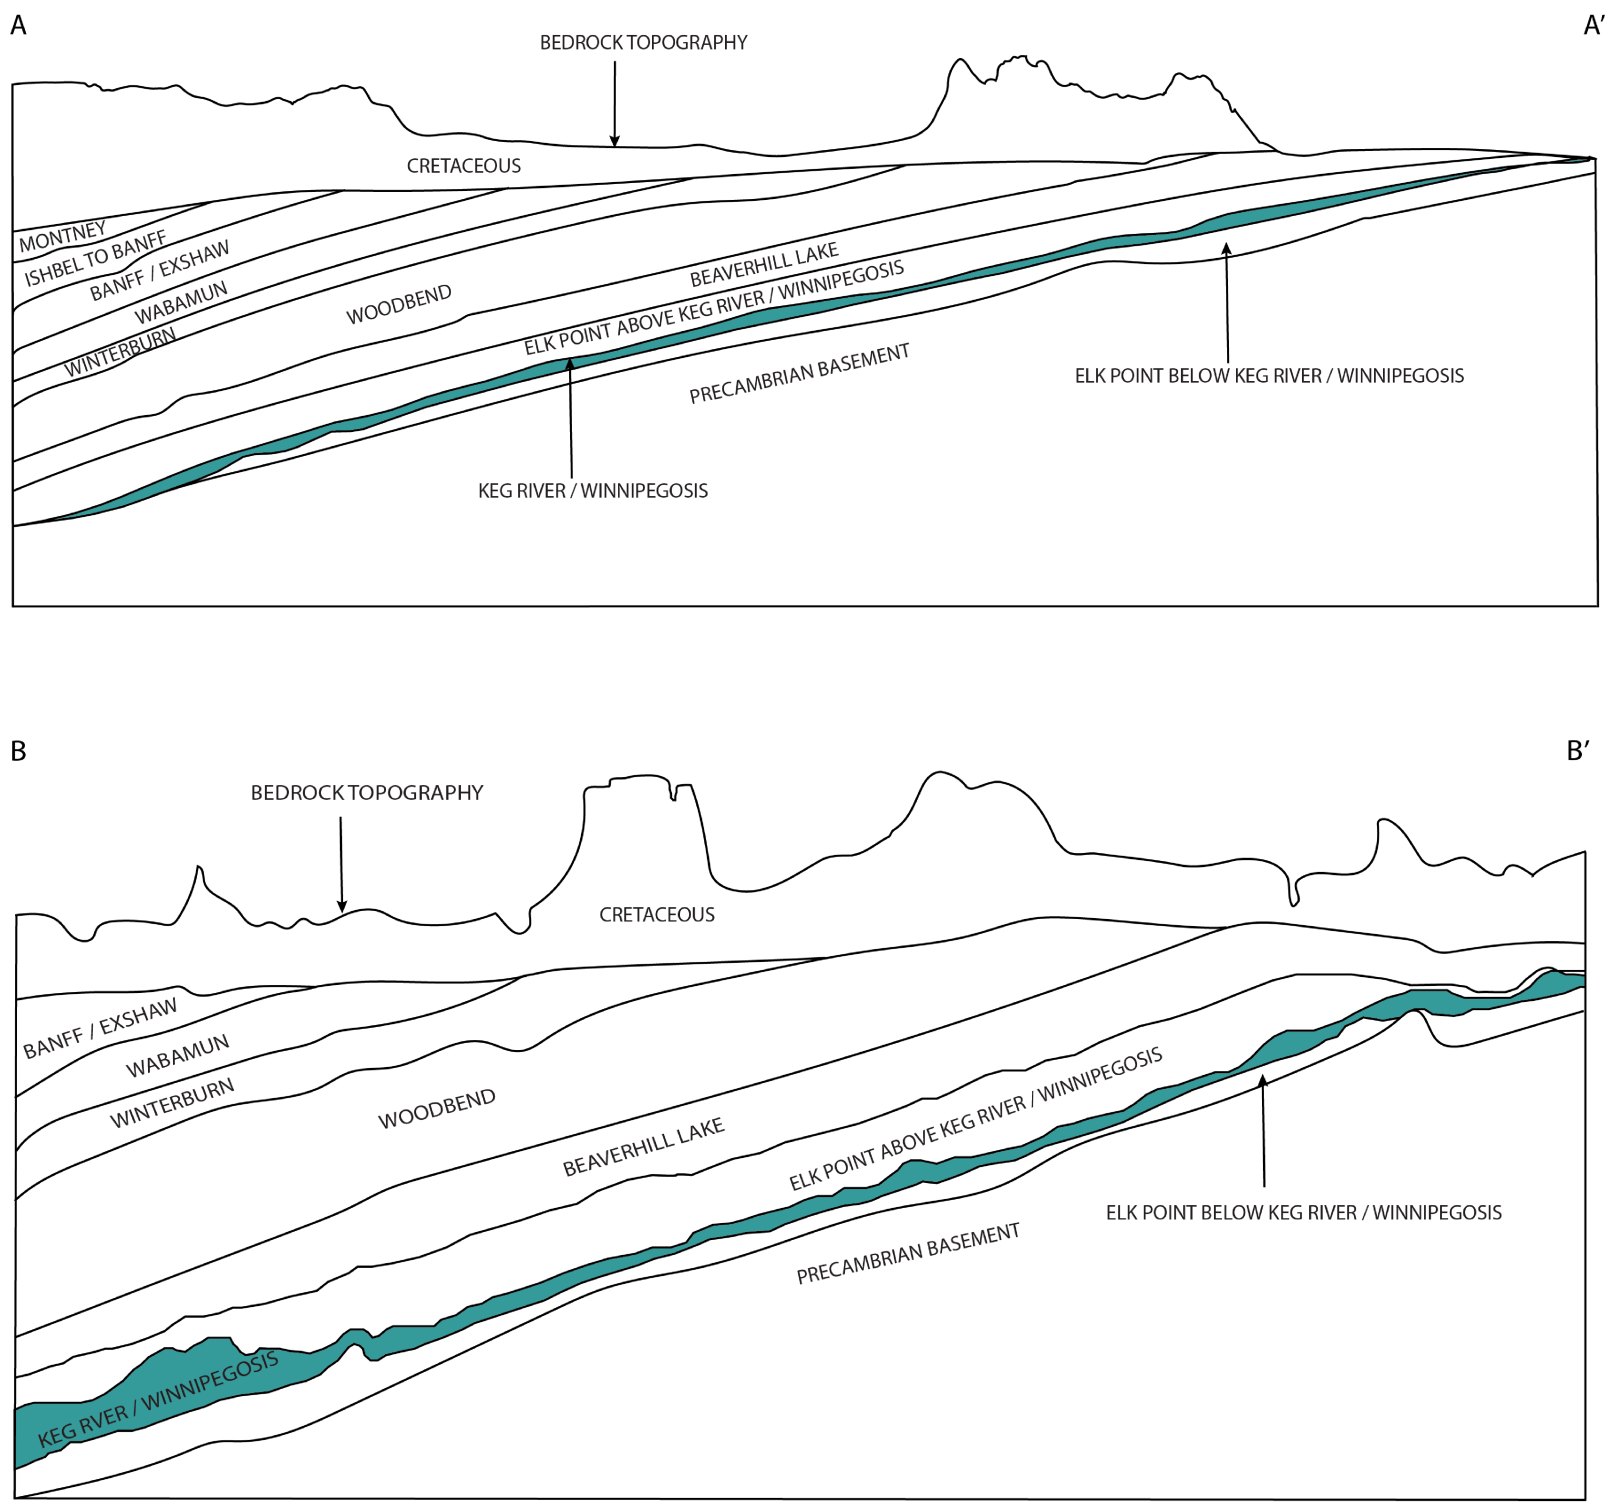 A
A′
BEDROCK TOPOGRAPHY
CRETACEOUS
MONTNEY
ISHBEL TO BANFF
BANFF / EXSHAW
WABAMUN
WINTERBURN
WOODBEND
BEAVERHILL LAKE
ELK POINT ABOVE KEG RIVER / WINNIPEGOSIS
PRECAMBRIAN BASEMENT
ELK POINT BELOW KEG RIVER / WINNIPEGOSIS
KEG RIVER / WINNIPEGOSIS
B
B′
BEDROCK TOPOGRAPHY
CRETACEOUS
BANFF / EXSHAW
WABAMUN
WINTERBURN
WOODBEND
BEAVERHILL LAKE
ELK POINT ABOVE KEG RIVER / WINNIPEGOSIS
ELK POINT BELOW KEG RIVER / WINNIPEGOSIS
PRECAMBRIAN BASEMENT
KEG RVER / WINNIPEGOSIS